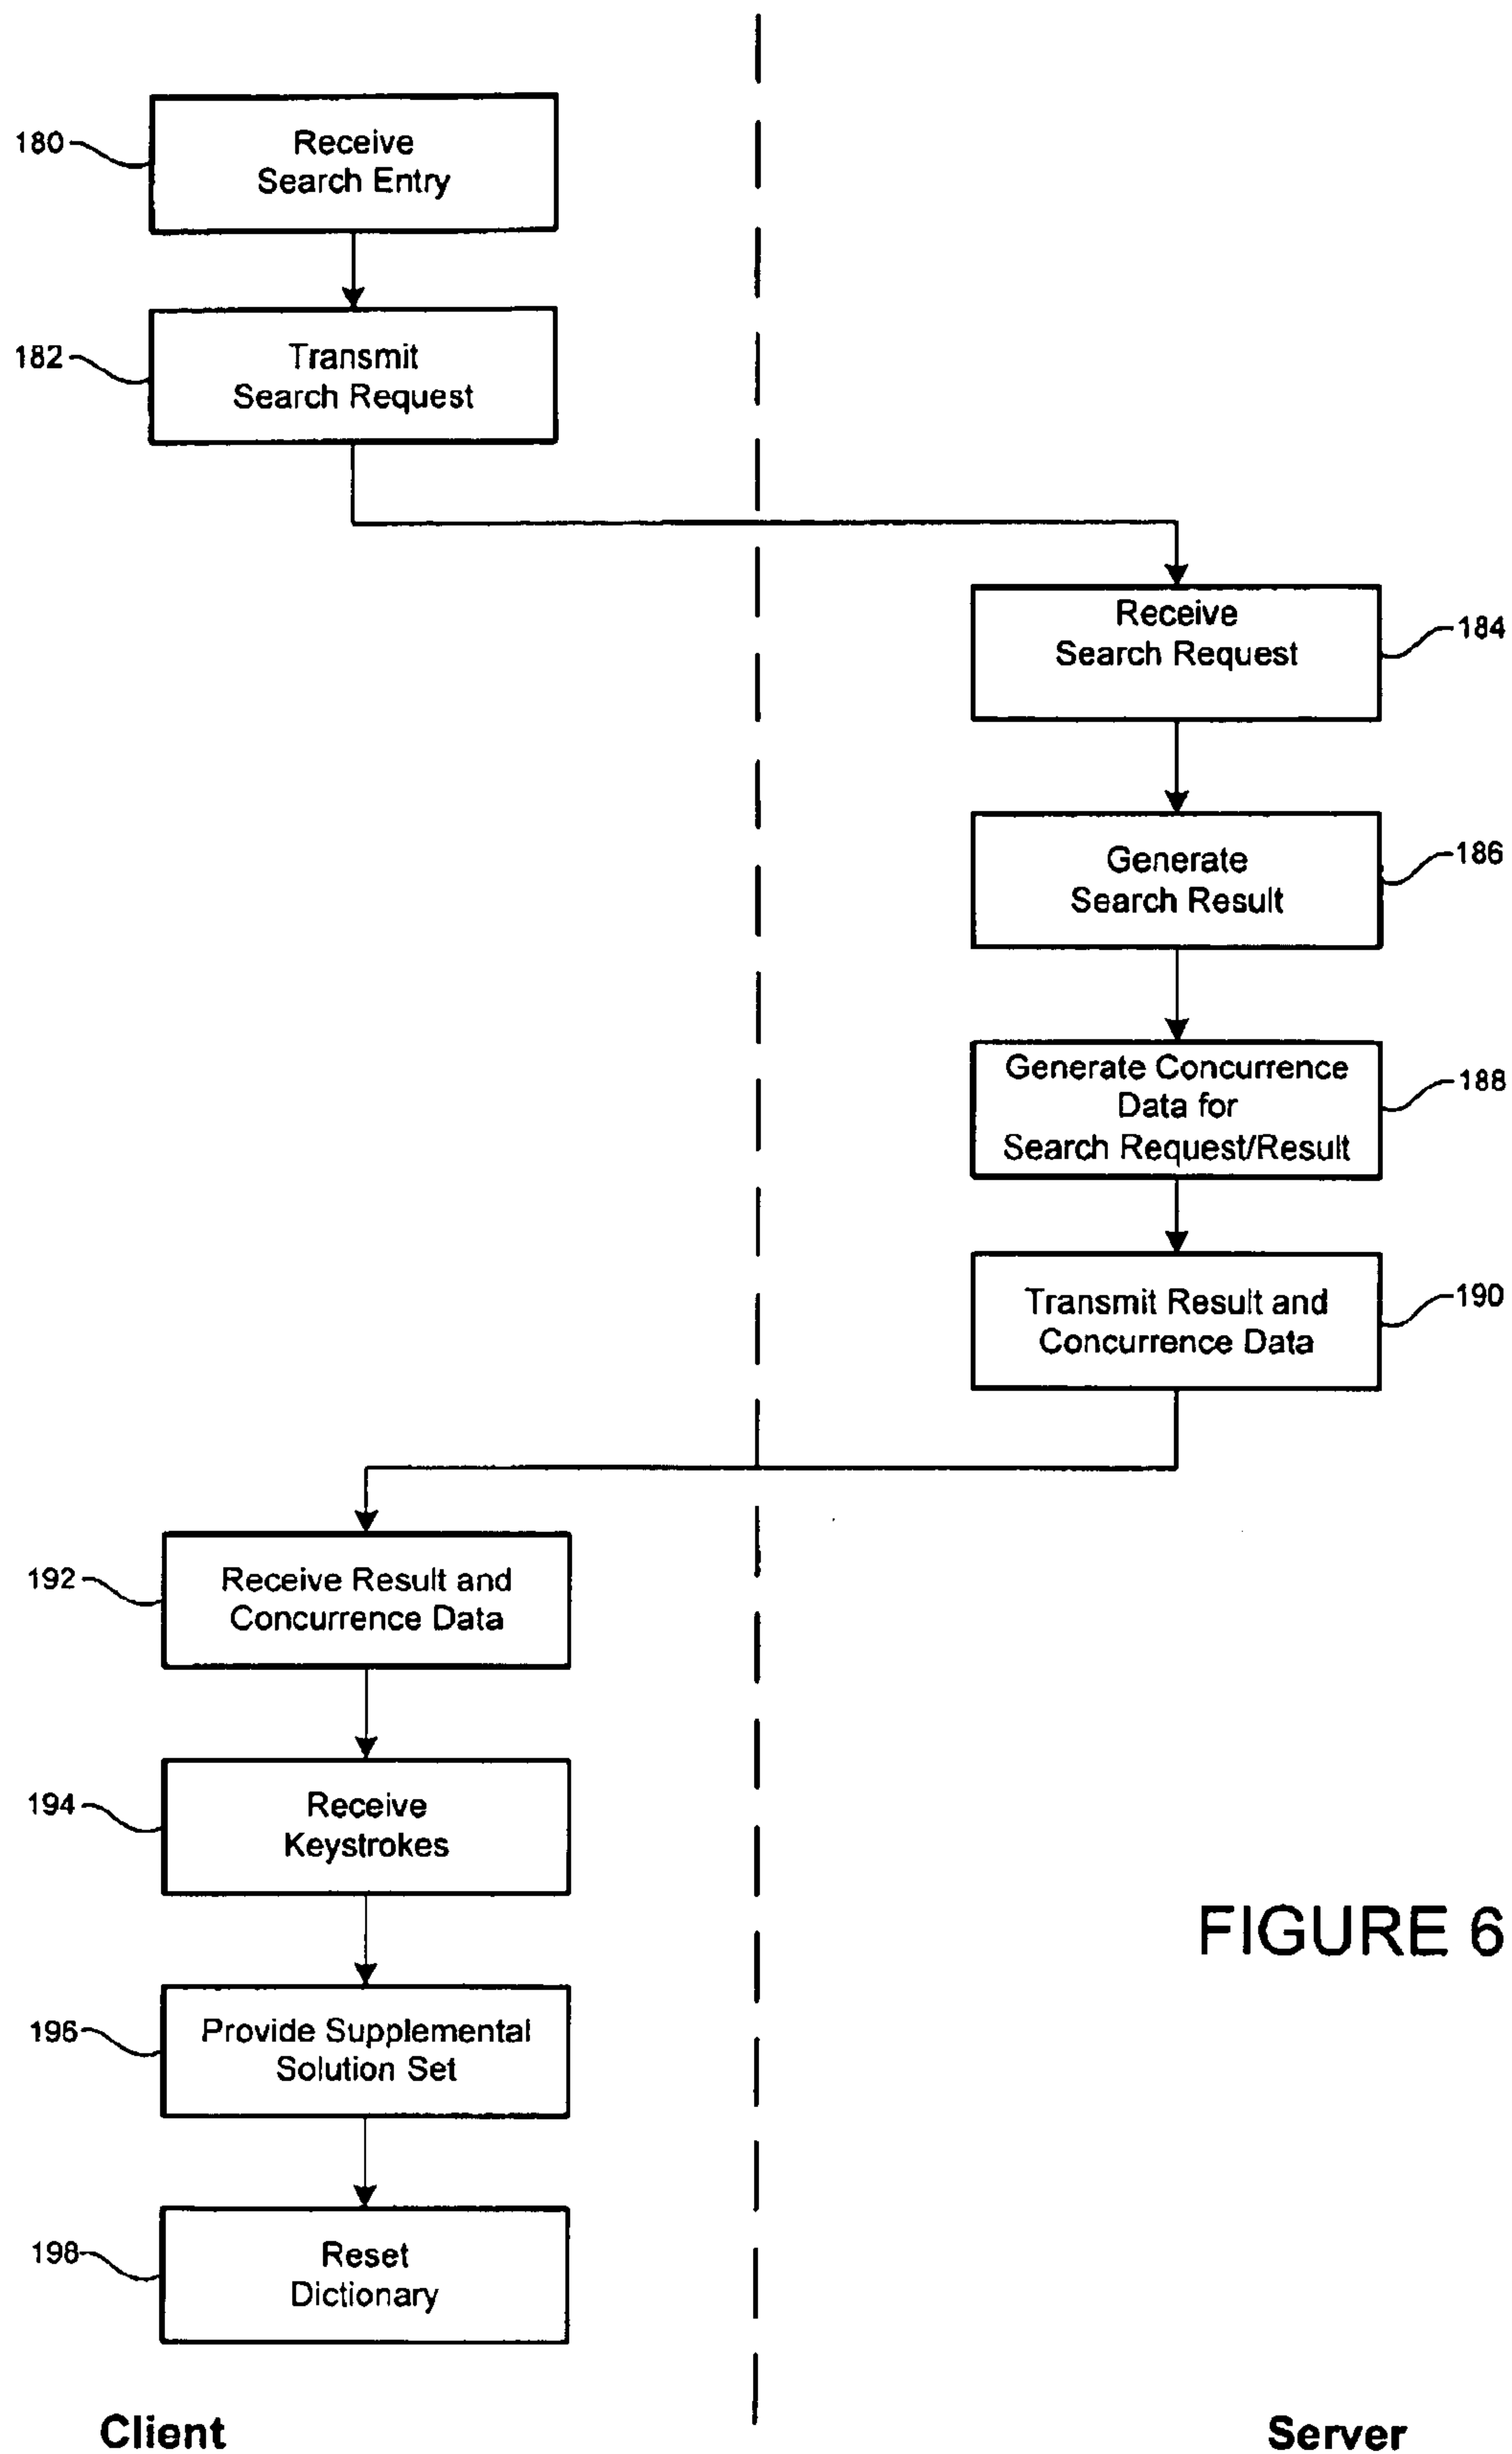 180
Receive
Search Entry
182
Transmit
Search Request
Receive
Search Request
184
Generate
Search Result
186
Generate Concurrence
Data for
Search Request/Result
188
Transmit Result and
Concurrence Data
190
192
Receive Result and
Concurrence Data
194
Receive
Keystrokes
FIGURE 6
196
Provide Supplemental
Solution Set
198
Reset
Dictionary
Client
Server